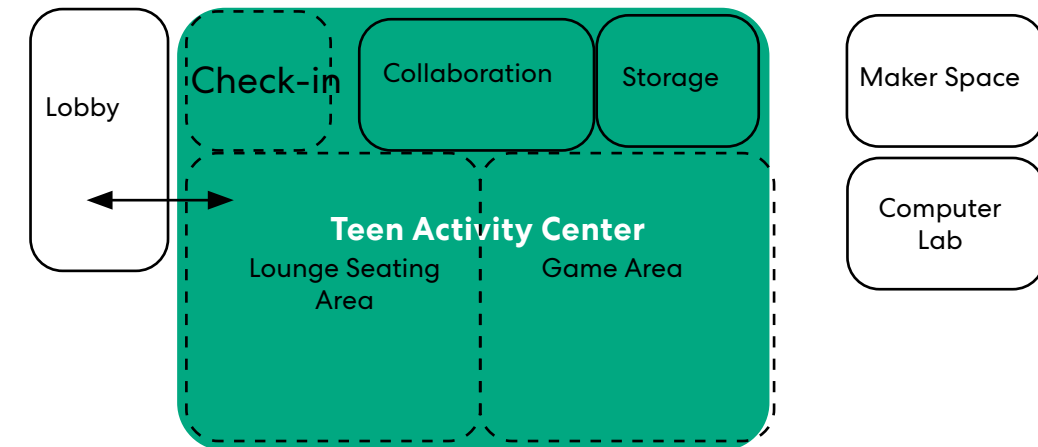 Lobby
Check-in
Collaboration
Storage
Maker Space
Teen Activity Center
Lounge Seating
Area
Game Area
Computer
Lab